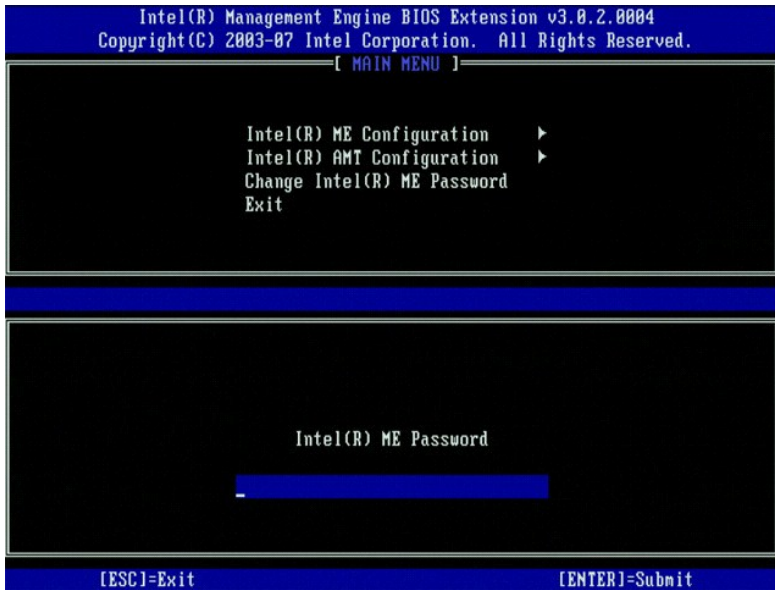 Intel(R) Management Engine BIOS Extension v3.0.2.0004
Copyright(C) 2003-07 Intel Corporation. All Rights Reserved.
[ MAIN MENU ]
Intel(R) ME Configuration
Intel(R) AMT Configuration
Change Intel(R) ME Password
Exit
Intel(R) ME Password
[ESC]=Exit [ENTER]=Submit